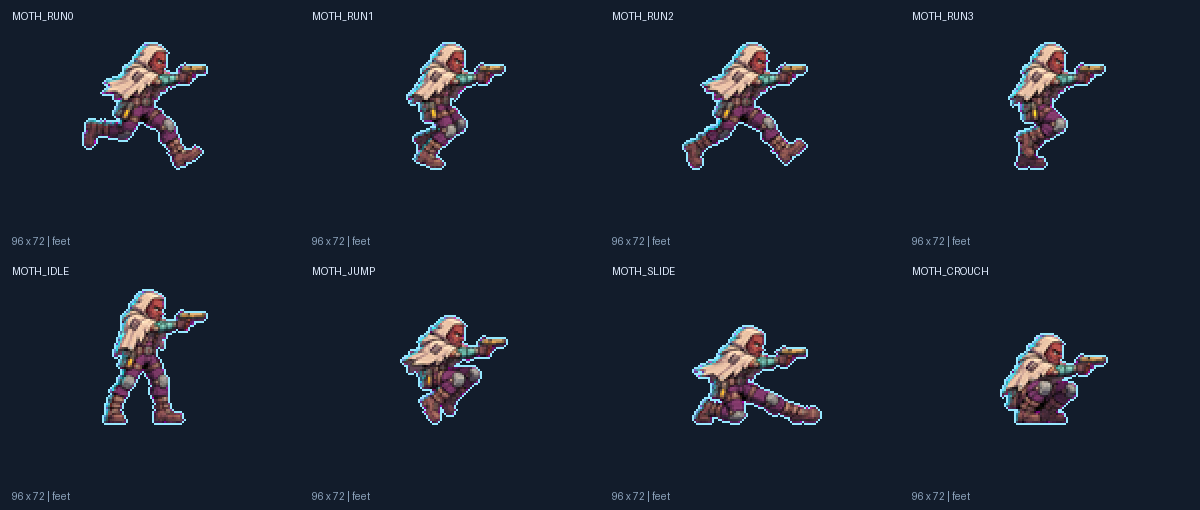 MOTH_RUN0
MOTH_RUN1
MOTH_RUN2
MOTH_RUN3
96 x 72 | feet
96 x 72 | feet
96 x 72 | feet
96 x 72 | feet
MOTH_IDLE
MOTH_JUMP
MOTH_SLIDE
MOTH_CROUCH
96 x 72 | feet
96 x 72 | feet
96 x 72 | feet
96 x 72 | feet